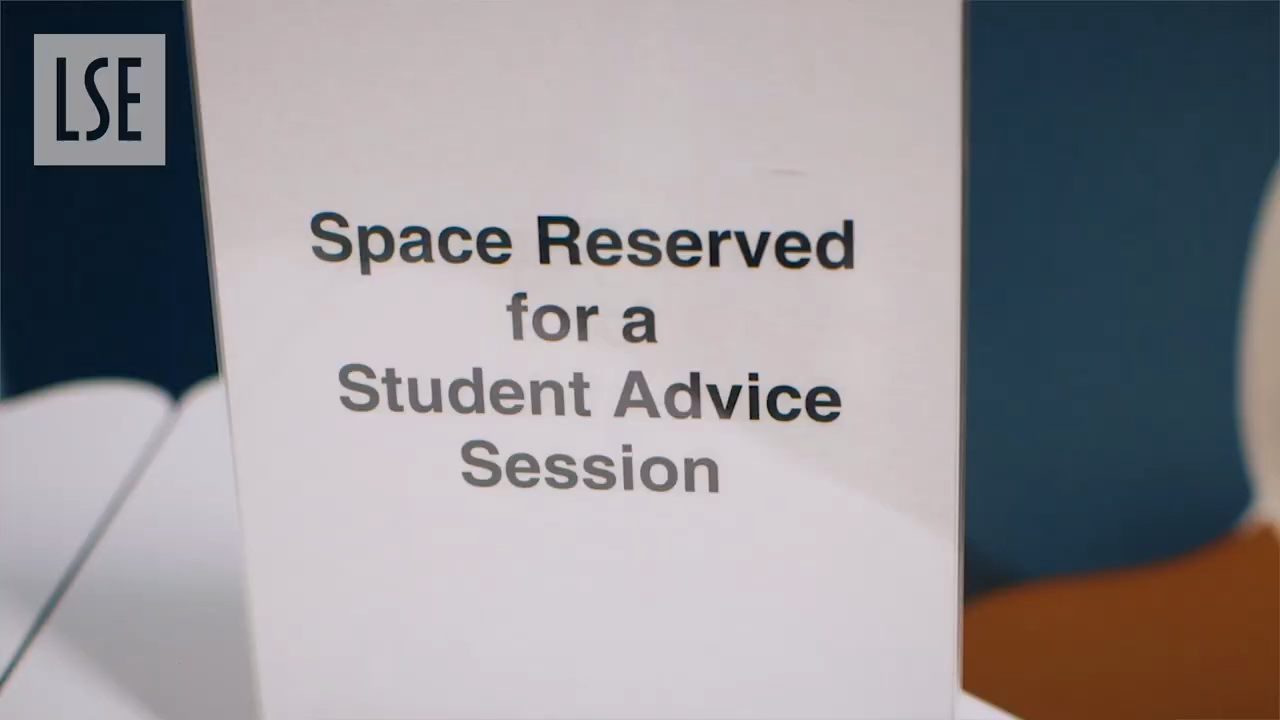 LSE
Space Reserved
for a
Student Advice
Session